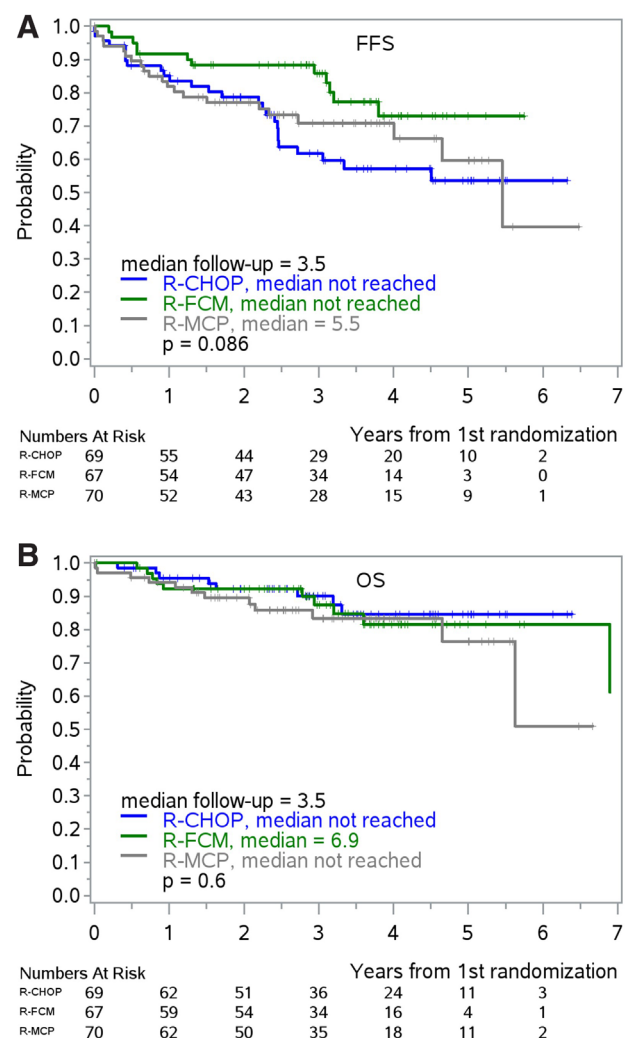 A
FFS
1.0
0.9
0.8
0.7
0.6
0.5
0.4
0.3
0.2
0.1
0.0
Probability
median follow-up = 3.5
R-CHOP, median not reached
R-FCM, median not reached
R-MCP, median = 5.5
p = 0.086
0 1 2 3 4 5 6 7
Numbers At Risk Years from 1st randomization
R-CHOP 69 55 44 29 20 10 2
R-FCM 67 54 47 34 14 3 0
R-MCP 70 52 43 28 15 9 1
B
OS
1.0
0.9
0.8
0.7
0.6
0.5
0.4
0.3
0.2
0.1
0.0
Probability
median follow-up = 3.5
R-CHOP, median not reached
R-FCM, median = 6.9
R-MCP, median not reached
p = 0.6
0 1 2 3 4 5 6 7
Numbers At Risk Years from 1st randomization
R-CHOP 69 62 51 36 24 11 3
R-FCM 67 59 54 34 16 4 1
R-MCP 70 62 50 35 18 11 2